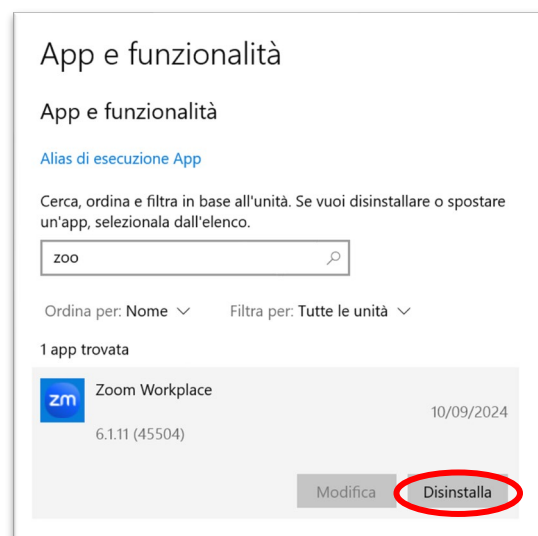 App e funzionalità
App e funzionalità
Alias di esecuzione App
Cerca, ordina e filtra in base all'unità. Se vuoi disinstallare o spostare
un'app, selezionala dall'elenco.
zoo
Ordina per: Nome Filtra per: Tutte le unità
1 app trovata
zm Zoom Workplace
10/09/2024
6.1.11 (45504)
Modifica Disinstalla